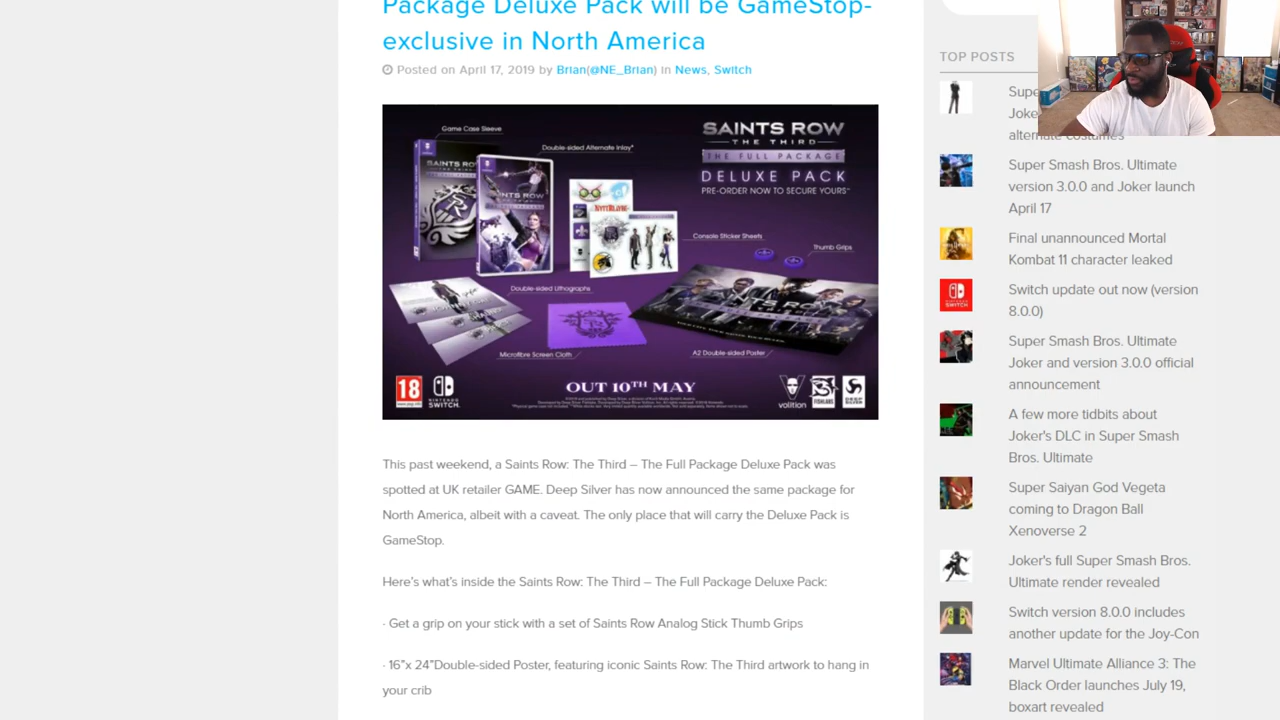 Package Deluxe Pack will be GameStop-
exclusive in North America
Posted on April 17, 2019 by Brian(@NE_Brian) in News, Switch
Game Case Sleeve
Double-sided Alternate Inlay*
SAINTS ROW
THE THIRD
THE FULL PACKAGE
DELUXE PACK
PRE-ORDER NOW TO SECURE YOURS
Console Sticker Sheets
Thumb Grips
Double-sided Lithographs
Microfibre Screen Cloth
A2 Double-sided Poster
18
NINTENDO SWITCH
OUT 10TH MAY
volition
FISHLABS
DEEP SILVER
This past weekend, a Saints Row: The Third – The Full Package Deluxe Pack was
spotted at UK retailer GAME. Deep Silver has now announced the same package for
North America, albeit with a caveat. The only place that will carry the Deluxe Pack is
GameStop.
Here's what's inside the Saints Row: The Third – The Full Package Deluxe Pack:
· Get a grip on your stick with a set of Saints Row Analog Stick Thumb Grips
· 16"x 24"Double-sided Poster, featuring iconic Saints Row: The Third artwork to hang in
your crib
TOP POSTS
alternate costumes
Super Smash Bros. Ultimate
version 3.0.0 and Joker launch
April 17
Final unannounced Mortal
Kombat 11 character leaked
Switch update out now (version
8.0.0)
Super Smash Bros. Ultimate
Joker and version 3.0.0 official
announcement
A few more tidbits about
Joker's DLC in Super Smash
Bros. Ultimate
Super Saiyan God Vegeta
coming to Dragon Ball
Xenoverse 2
Joker's full Super Smash Bros.
Ultimate render revealed
Switch version 8.0.0 includes
another update for the Joy-Con
Marvel Ultimate Alliance 3: The
Black Order launches July 19,
boxart revealed